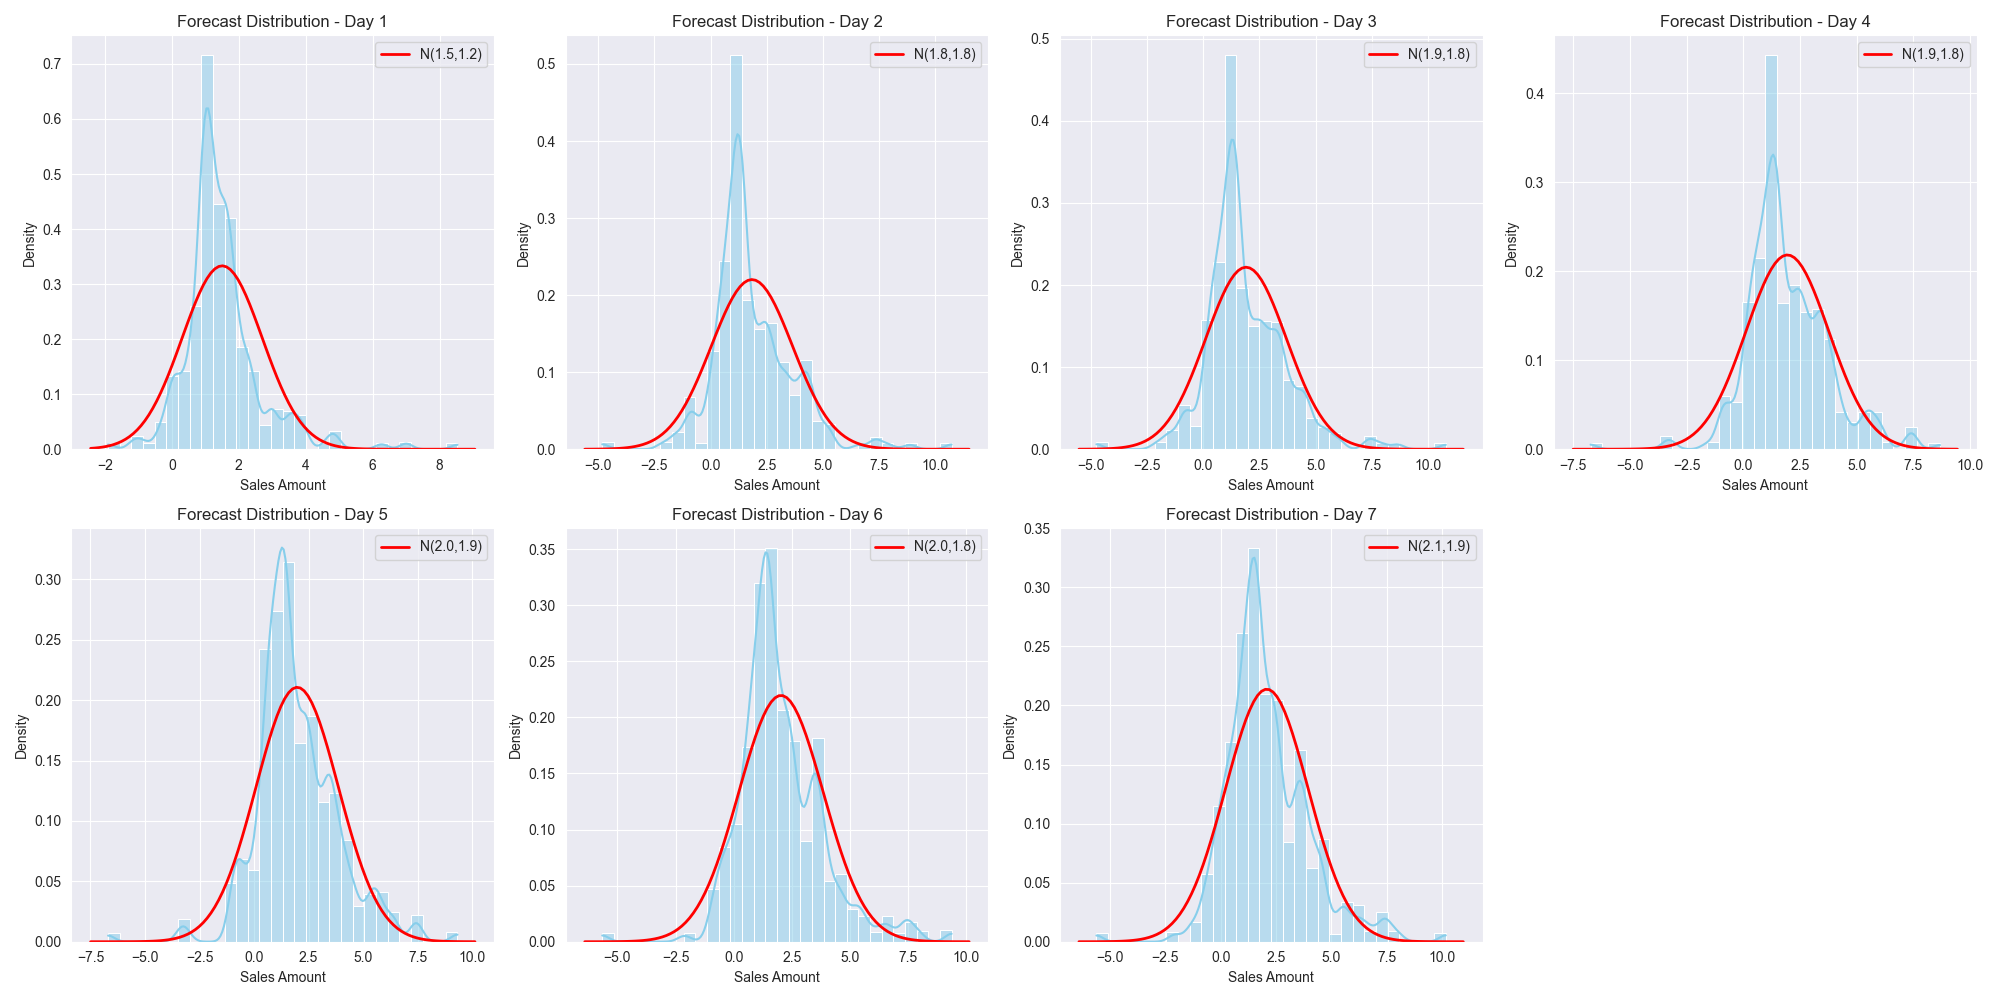 Forecast Distribution - Day 1
N(1.5,1.2)
0.7
0.6
0.5
0.4
0.3
0.2
0.1
0.0
Density
−2 0 2 4 6 8
Sales Amount
Forecast Distribution - Day 2
N(1.8,1.8)
0.5
0.4
0.3
0.2
0.1
0.0
Density
−5.0 −2.5 0.0 2.5 5.0 7.5 10.0
Sales Amount
Forecast Distribution - Day 3
N(1.9,1.8)
0.5
0.4
0.3
0.2
0.1
0.0
Density
−5.0 −2.5 0.0 2.5 5.0 7.5 10.0
Sales Amount
Forecast Distribution - Day 4
N(1.9,1.8)
0.4
0.3
0.2
0.1
0.0
Density
−7.5 −5.0 −2.5 0.0 2.5 5.0 7.5 10.0
Sales Amount
Forecast Distribution - Day 5
N(2.0,1.9)
0.30
0.25
0.20
0.15
0.10
0.05
0.00
Density
−7.5 −5.0 −2.5 0.0 2.5 5.0 7.5 10.0
Sales Amount
Forecast Distribution - Day 6
N(2.0,1.8)
0.35
0.30
0.25
0.20
0.15
0.10
0.05
0.00
Density
−5.0 −2.5 0.0 2.5 5.0 7.5 10.0
Sales Amount
Forecast Distribution - Day 7
N(2.1,1.9)
0.35
0.30
0.25
0.20
0.15
0.10
0.05
0.00
Density
−5.0 −2.5 0.0 2.5 5.0 7.5 10.0
Sales Amount